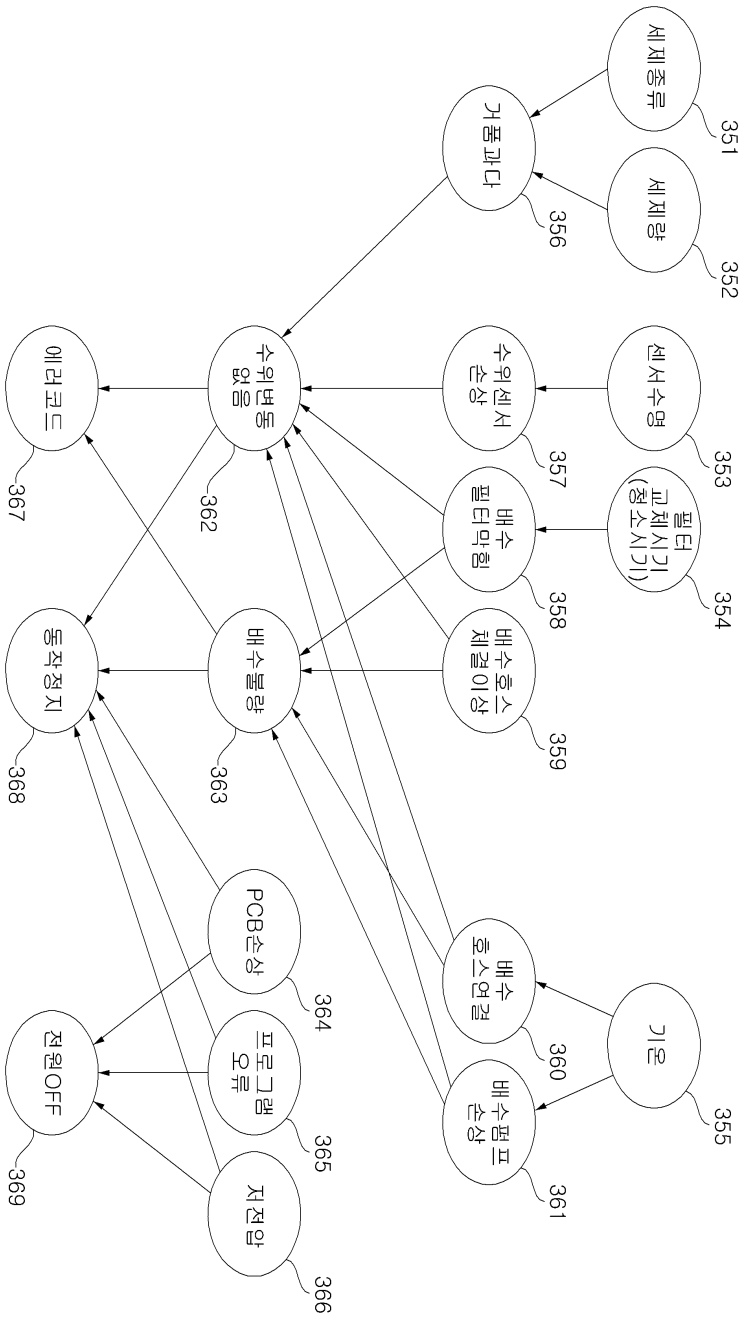 세제종류
351
세제량
352
센서수명
353
필터
교체시기
(청소시기)
354
기온
355
거품과다
356
수위센서
손상
357
배수
필터막힘
358
배수호스
체결이상
359
배수
호스연결
360
배수펌프
손상
361
수위변동
없음
362
배수불량
363
PCB손상
364
프로그램
오류
365
저전압
366
에러코드
367
동작정지
368
전원OFF
369